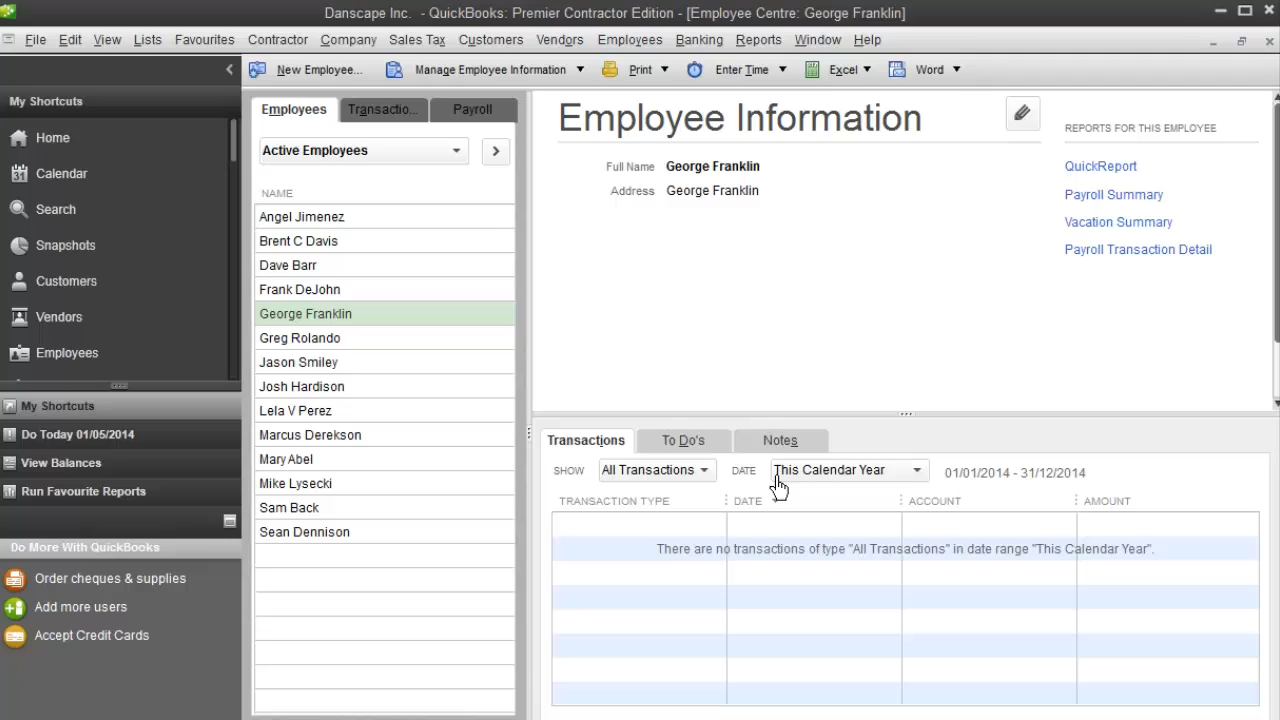 Danscape Inc. - QuickBooks: Premier Contractor Edition - [Employee Centre: George Franklin]
File Edit View Lists Favourites Contractor Company Sales Tax Customers Vendors Employees Banking Reports Window Help
New Employee... Manage Employee Information Print Enter Time Excel Word
My Shortcuts
Home
Calendar
Search
Snapshots
Customers
Vendors
Employees
My Shortcuts
Do Today 01/05/2014
View Balances
Run Favourite Reports
Do More With QuickBooks
Order cheques & supplies
Add more users
Accept Credit Cards
Employees Transactio... Payroll
Active Employees
NAME
Angel Jimenez
Brent C Davis
Dave Barr
Frank DeJohn
George Franklin
Greg Rolando
Jason Smiley
Josh Hardison
Lela V Perez
Marcus Derekson
Mary Abel
Mike Lysecki
Sam Back
Sean Dennison
Employee Information
Full Name George Franklin
Address George Franklin
REPORTS FOR THIS EMPLOYEE
QuickReport
Payroll Summary
Vacation Summary
Payroll Transaction Detail
Transactions To Do's Notes
SHOW All Transactions DATE This Calendar Year 01/01/2014 - 31/12/2014
TRANSACTION TYPE DATE ACCOUNT AMOUNT
There are no transactions of type "All Transactions" in date range "This Calendar Year".